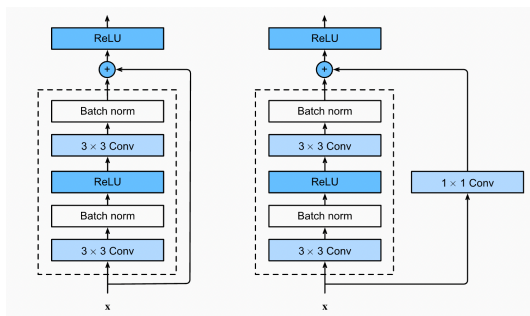 ReLU
+
Batch norm
3 × 3 Conv
ReLU
Batch norm
3 × 3 Conv
x
ReLU
+
Batch norm
3 × 3 Conv
ReLU
Batch norm
3 × 3 Conv
1 × 1 Conv
x